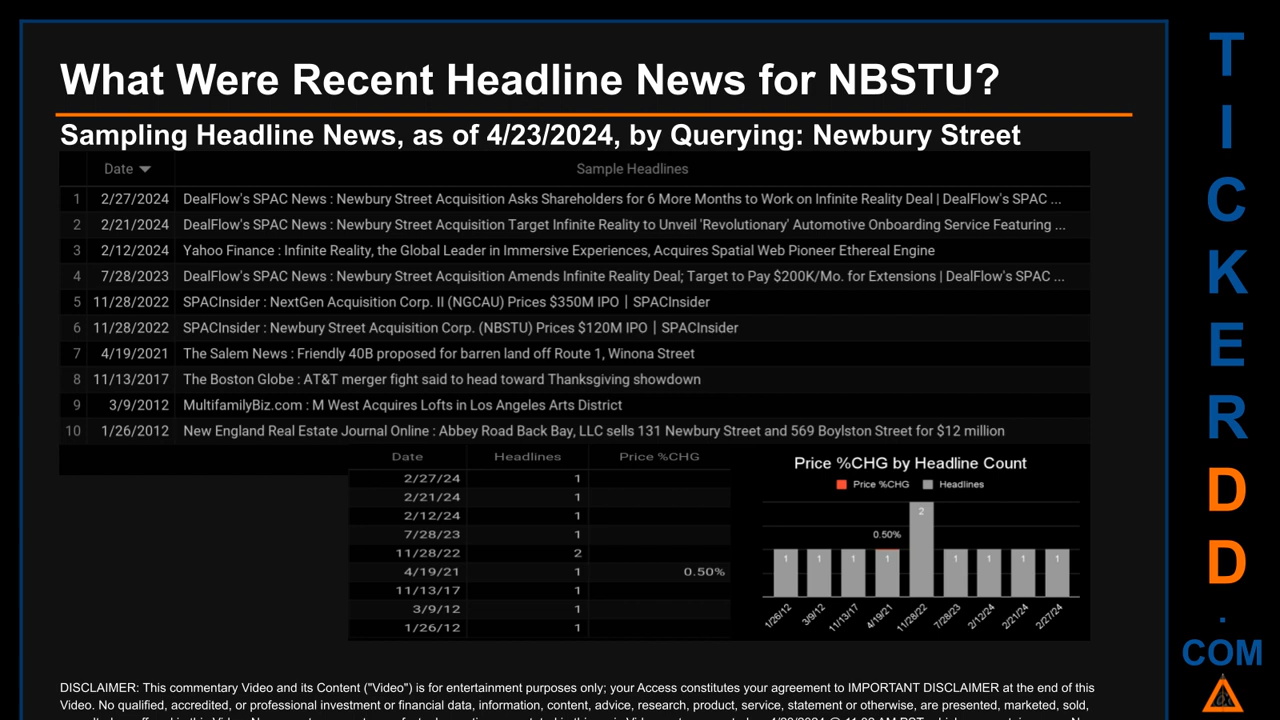 What Were Recent Headline News for NBSTU?
Sampling Headline News, as of 4/23/2024, by Querying: Newbury Street
Date Sample Headlines
1 2/27/2024 DealFlow's SPAC News : Newbury Street Acquisition Asks Shareholders for 6 More Months to Work on Infinite Reality Deal | DealFlow's SPAC ...
2 2/21/2024 DealFlow's SPAC News : Newbury Street Acquisition Target Infinite Reality to Unveil 'Revolutionary' Automotive Onboarding Service Featuring ...
3 2/12/2024 Yahoo Finance : Infinite Reality, the Global Leader in Immersive Experiences, Acquires Spatial Web Pioneer Ethereal Engine
4 7/28/2023 DealFlow's SPAC News : Newbury Street Acquisition Amends Infinite Reality Deal; Target to Pay $200K/Mo. for Extensions | DealFlow's SPAC ...
5 11/28/2022 SPACInsider : NextGen Acquisition Corp. II (NGCAU) Prices $350M IPO | SPACInsider
6 11/28/2022 SPACInsider : Newbury Street Acquisition Corp. (NBSTU) Prices $120M IPO | SPACInsider
7 4/19/2021 The Salem News : Friendly 40B proposed for barren land off Route 1, Winona Street
8 11/13/2017 The Boston Globe : AT&T merger fight said to head toward Thanksgiving showdown
9 3/9/2012 MultifamilyBiz.com : M West Acquires Lofts in Los Angeles Arts District
10 1/26/2012 New England Real Estate Journal Online : Abbey Road Back Bay, LLC sells 131 Newbury Street and 569 Boylston Street for $12 million
Date Headlines Price %CHG
2/27/24 1
2/21/24 1
2/12/24 1
7/28/23 1
11/28/22 2
4/19/21 1 0.50%
11/13/17 1
3/9/12 1
1/26/12 1
Price %CHG by Headline Count
Price %CHG Headlines
2
0.50%
1 1 1 1 1 1 1 1
1/26/12 3/9/12 11/13/17 4/19/21 11/28/22 7/28/23 2/12/24 2/21/24 2/27/24
DISCLAIMER: This commentary Video and its Content ("Video") is for entertainment purposes only; your Access constitutes your agreement to IMPORTANT DISCLAIMER at the end of this
Video. No qualified, accredited, or professional investment or financial data, information, content, advice, research, product, service, statement or otherwise, are presented, marketed, sold,
T
I
C
K
E
R
D
D
.
COM